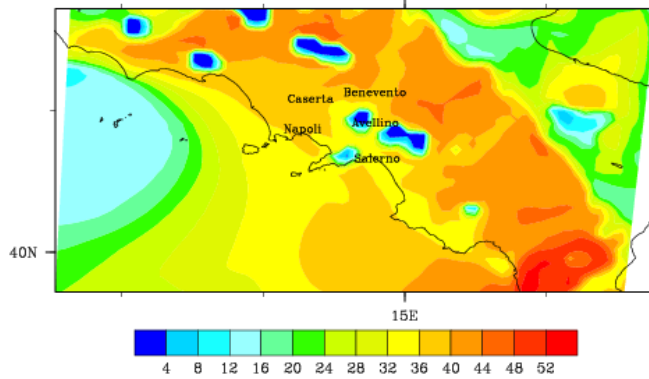 Benevento
Caserta
Avellino
Napoli
Salerno
40N
15E
4 8 12 16 20 24 28 32 36 40 44 48 52